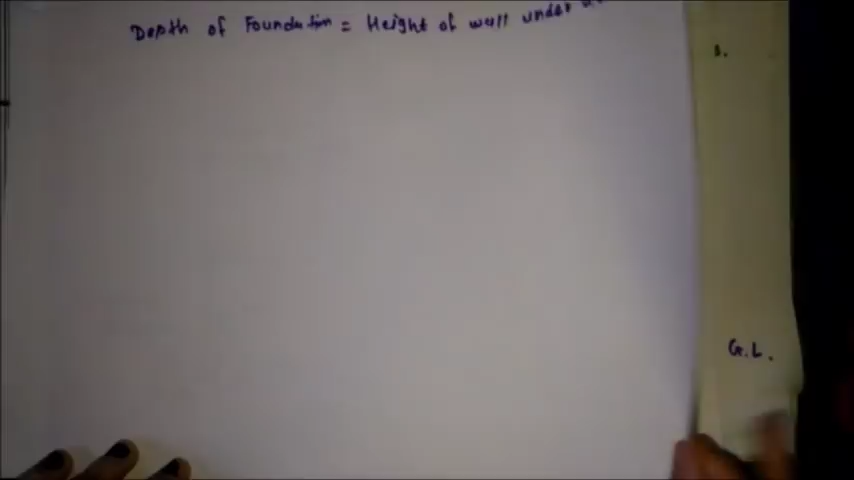 Depth of Foundation = Height of wall under
G.L.